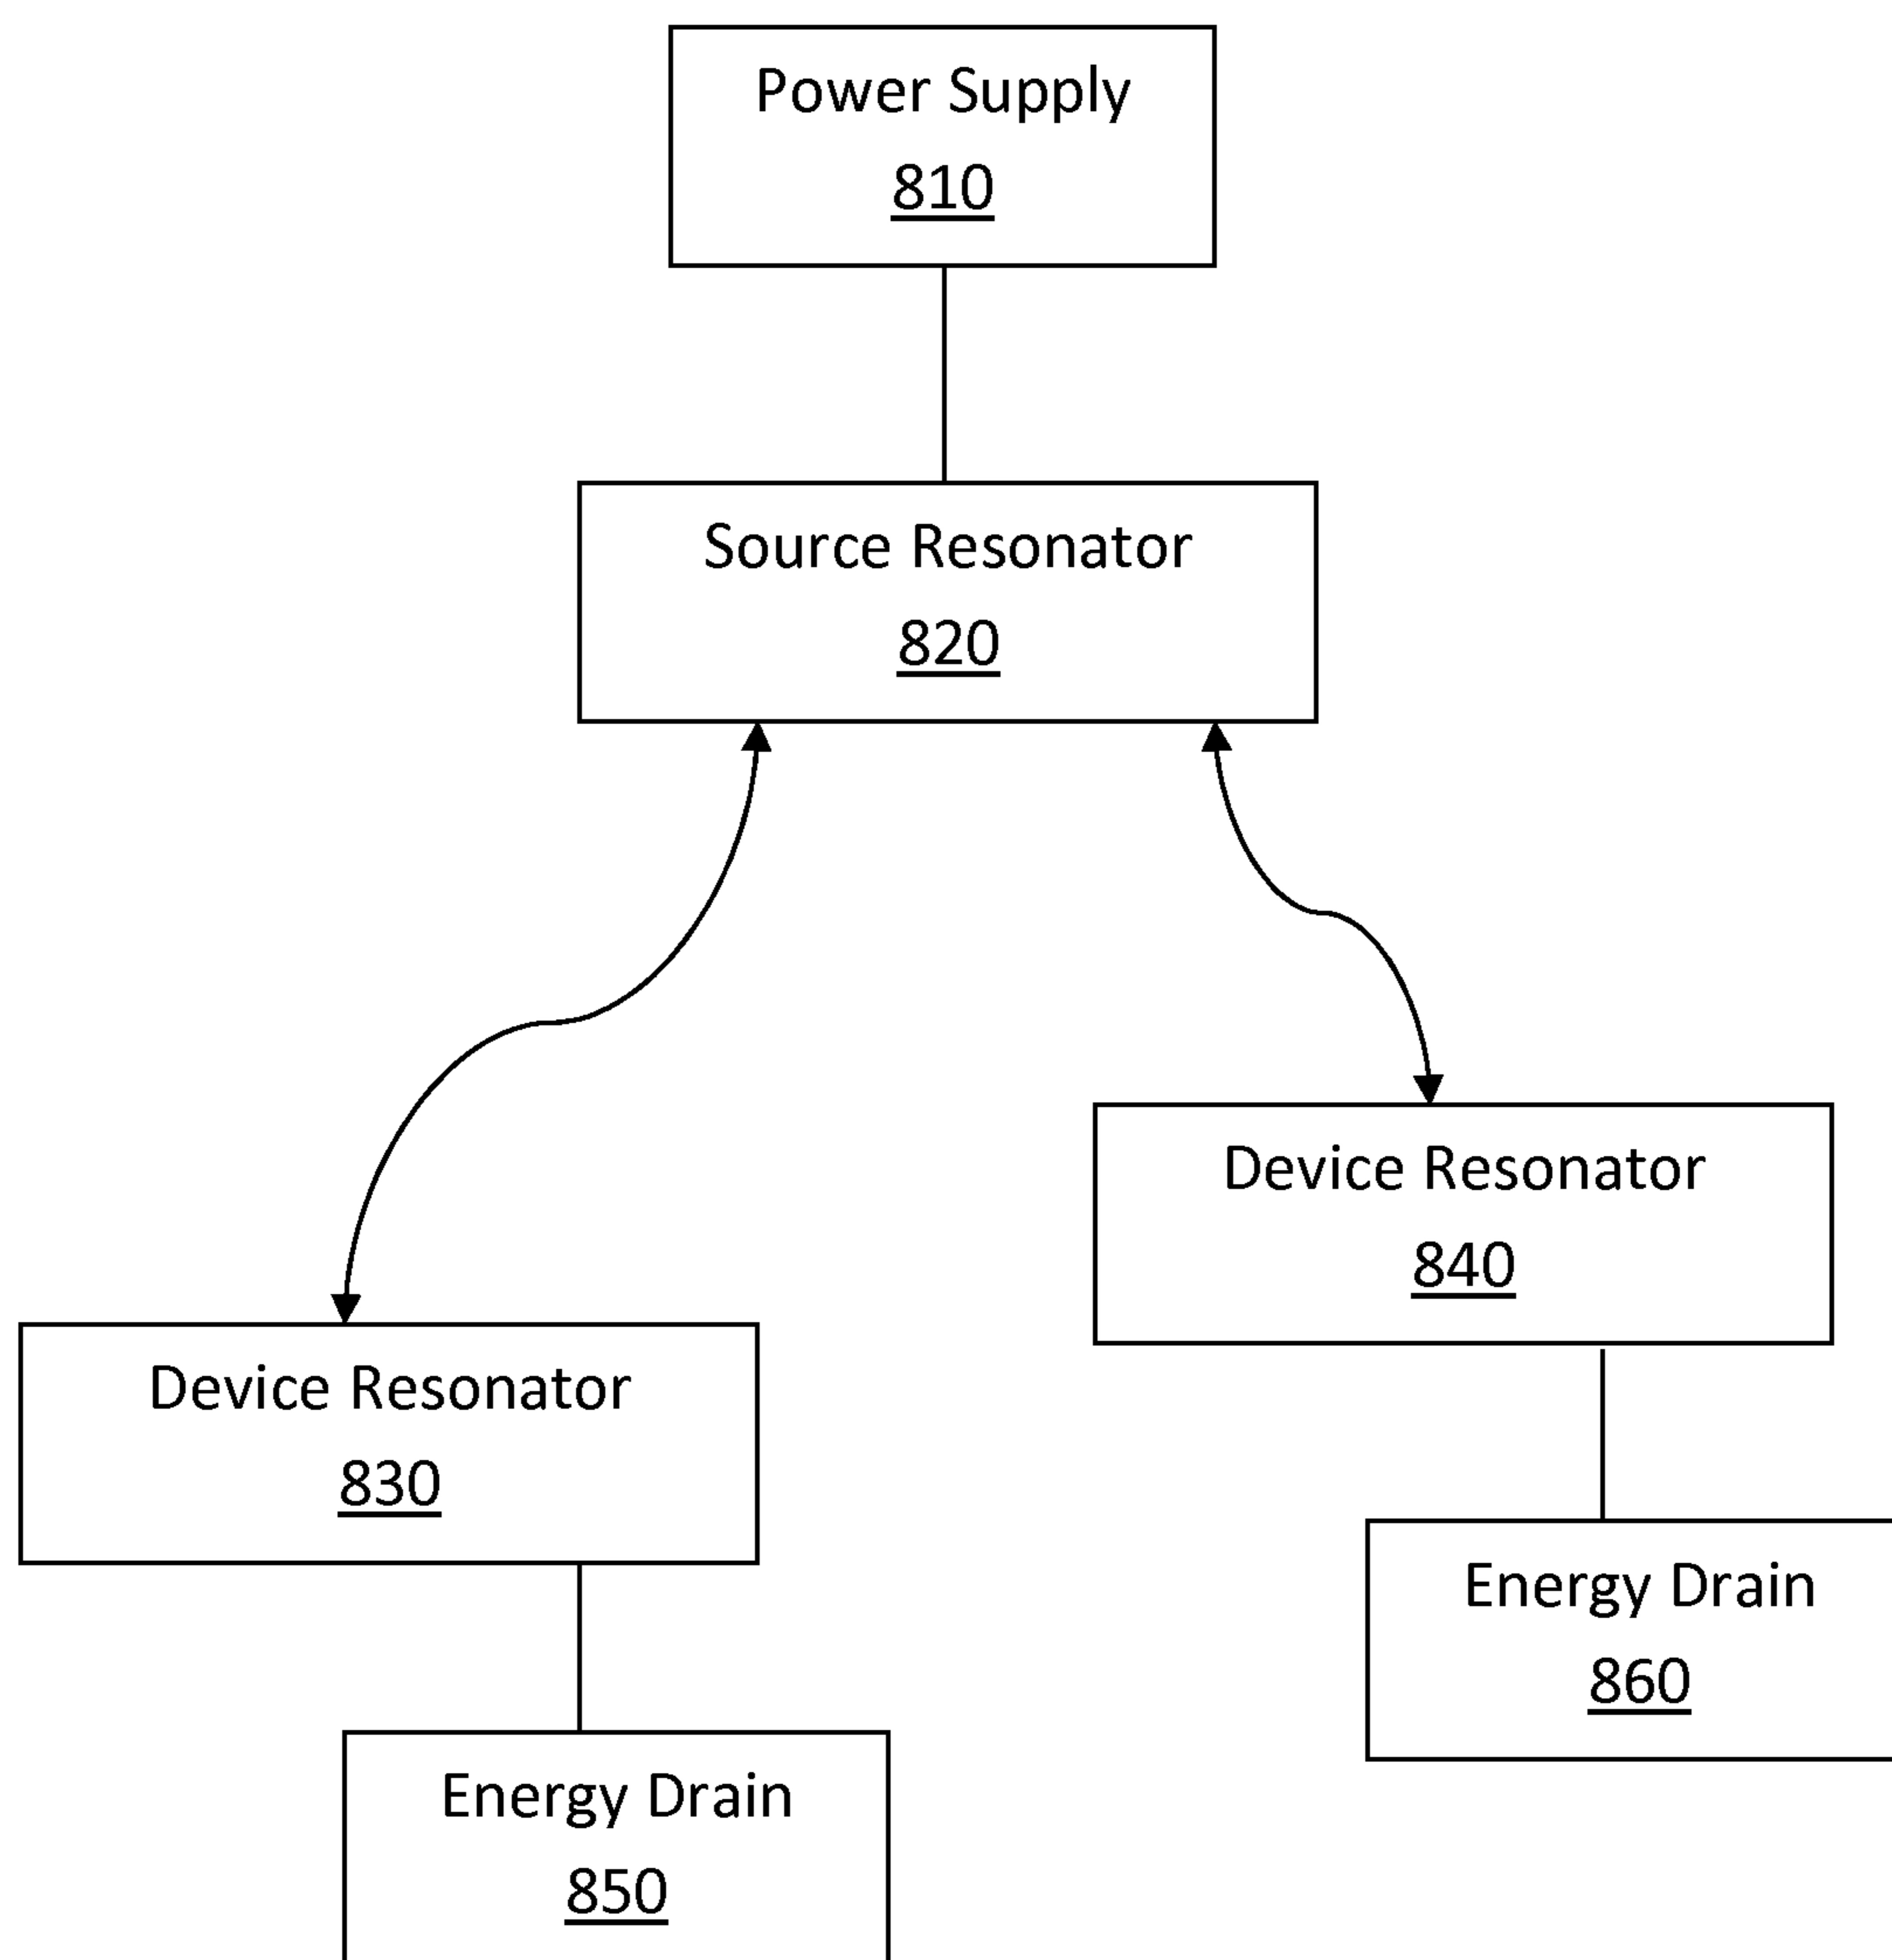 Power Supply
810
Source Resonator
820
Device Resonator
840
Device Resonator
830
Energy Drain
860
Energy Drain
850